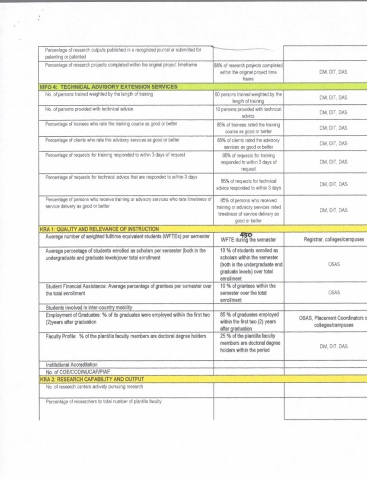 Percentage of research outputs published in a recognized journal or submitted for
patenting or patented
Percentage of research projects completed within the original project timeframe
88% of research projects completed
within the original project time
frame
DMI, DIT, DAS
MFO 4: TECHNICAL ADVISORY EXTENSION SERVICES
No. of persons trained weighted by the length of training
50 persons trained weighted by the
length of training
DMI, DIT, DAS
No. of persons provided with technical advice
10 persons provided with technical
advice
DMI, DIT, DAS
Percentage of trainees who rate the training course as good or better
85% of trainees rated the training
course as good or better
DMI, DIT, DAS
Percentage of clients who rate the advisory services as good or better
85% of clients rated the advisory
services as good or better
DMI, DIT, DAS
Percentage of requests for training responded to within 3 days of request
85% of requests for training
responded to within 3 days of
request
DMI, DIT, DAS
Percentage of requests for technical advice that are responded to within 3 days
85% of requests for technical
advice responded to within 3 days
DMI, DIT, DAS
Percentage of persons who receive training or advisory services who rate timeliness of
service delivery as good or better
85% of persons who received
training or advisory services rated
timeliness of service delivery as
good or better
DMI, DIT, DAS
KRA 1: QUALITY AND RELEVANCE OF INSTRUCTION
Average number of weighted fulltime equivalent students (WFTEs) per semester
450
WFTE during the semester
Registrar, colleges/campuses
Average percentage of students enrolled as scholars per semester (both in the
undergraduate and graduate levels)over total enrollment
10 % of students enrolled as
scholars within the semester
(both in the undergraduate and
graduate levels) over total
enrollment
OSAS
Student Financial Assistance: Average percentage of grantees per semester over
the total enrollment
10 % of grantees within the
semester over the total
enrollment
OSAS
Students involved in inter-country mobility
Employment of Graduates: % of its graduates were employed within the first two
(2)years after graduation
85 % of graduates employed
within the first two (2) years
after graduation
OSAS, Placement Coordinators
colleges/campuses
Faculty Profile: % of the plantilla faculty members are doctoral degree holders
25 % of the plantilla faculty
members are doctoral degree
holders within the period
DMI, DIT, DAS
Institutional Accreditation
No. of COE/COD/NUCAF/PIAF
KRA 2: RESEARCH CAPABILITY AND OUTPUT
No. of research centers actively pursuing research
Percentage of researchers to total number of plantilla faculty